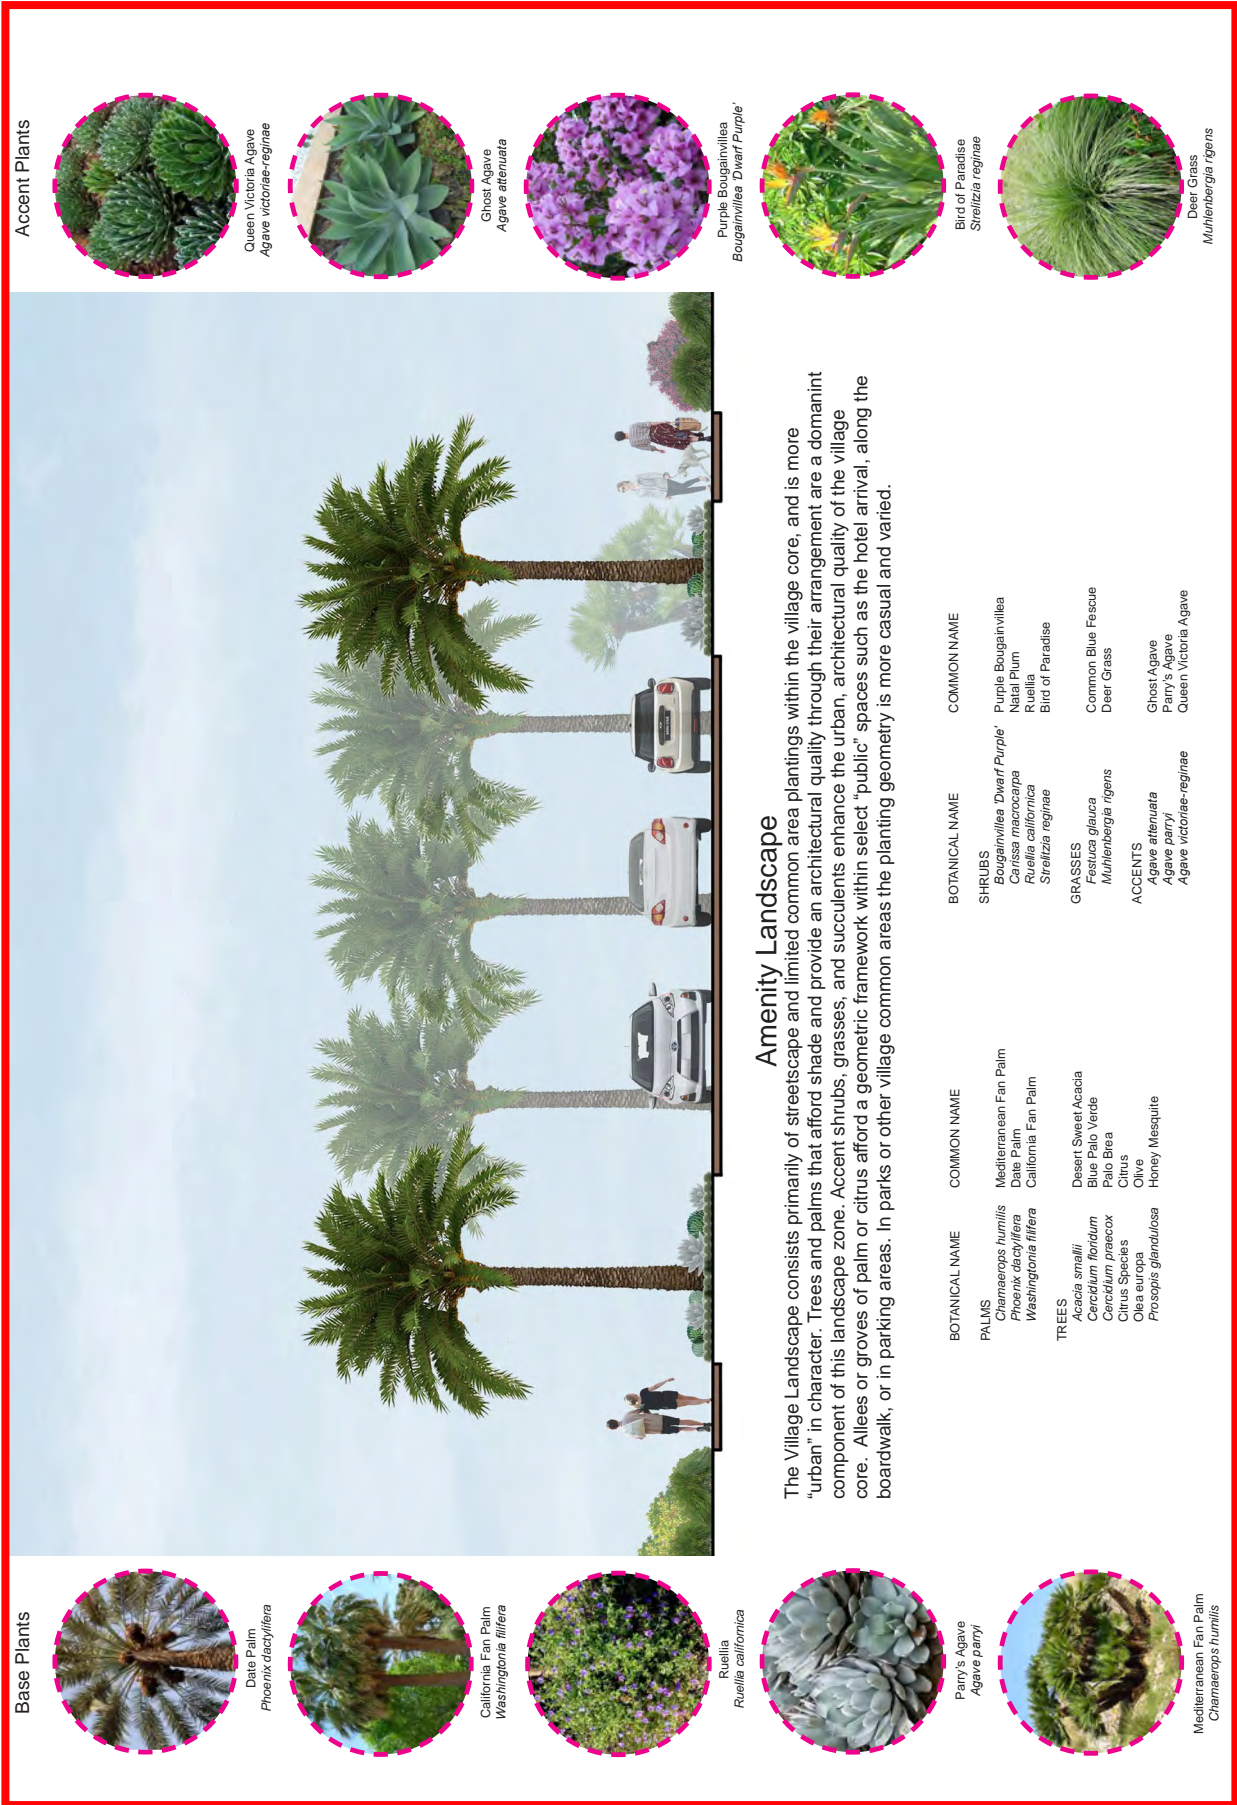 Base Plants
Date Palm
Phoenix dactylifera
California Fan Palm
Washingtonia filifera
Ruellia
Ruellia californica
Parry's Agave
Agave parryi
Mediterranean Fan Palm
Chamaerops humilis
Amenity Landscape
The Village Landscape consists primarily of streetscape and limited common area plantings within the village core, and is more
“urban” in character. Trees and palms that afford shade and provide an architectural quality through their arrangement are a domanint
component of this landscape zone. Accent shrubs, grasses, and succulents enhance the urban, architectural quality of the village
core.  Allees or groves of palm or citrus afford a geometric framework within select “public” spaces such as the hotel arrival, along the
boardwalk, or in parking areas. In parks or other village common areas the planting geometry is more casual and varied.
BOTANICAL NAME COMMON NAME
PALMS
Chamaerops humilis Mediterranean Fan Palm
Phoenix dactylifera Date Palm
Washingtonia filifera California Fan Palm
TREES
Acacia smallii Desert Sweet Acacia
Cercidium floridum Blue Palo Verde
Cercidium praecox Palo Brea
Citrus Species Citrus
Olea europa Olive
Prosopis glandulosa Honey Mesquite
BOTANICAL NAME COMMON NAME
SHRUBS
Bougainvillea 'Dwarf Purple' Purple Bougainvillea
Carissa macrocarpa Natal Plum
Ruellia californica Ruellia
Strelitzia reginae Bird of Paradise
GRASSES
Festuca glauca Common Blue Fescue
Muhlenbergia rigens Deer Grass
ACCENTS
Agave attenuata Ghost Agave
Agave parryi Parry's Agave
Agave victoriae-reginae Queen Victoria Agave
Accent Plants
Queen Victoria Agave
Agave victoriae-reginae
Ghost Agave
Agave attenuata
Purple Bougainvillea
Bougainvillea 'Dwarf Purple'
Bird of Paradise
Strelitzia reginae
Deer Grass
Muhlenbergia rigens